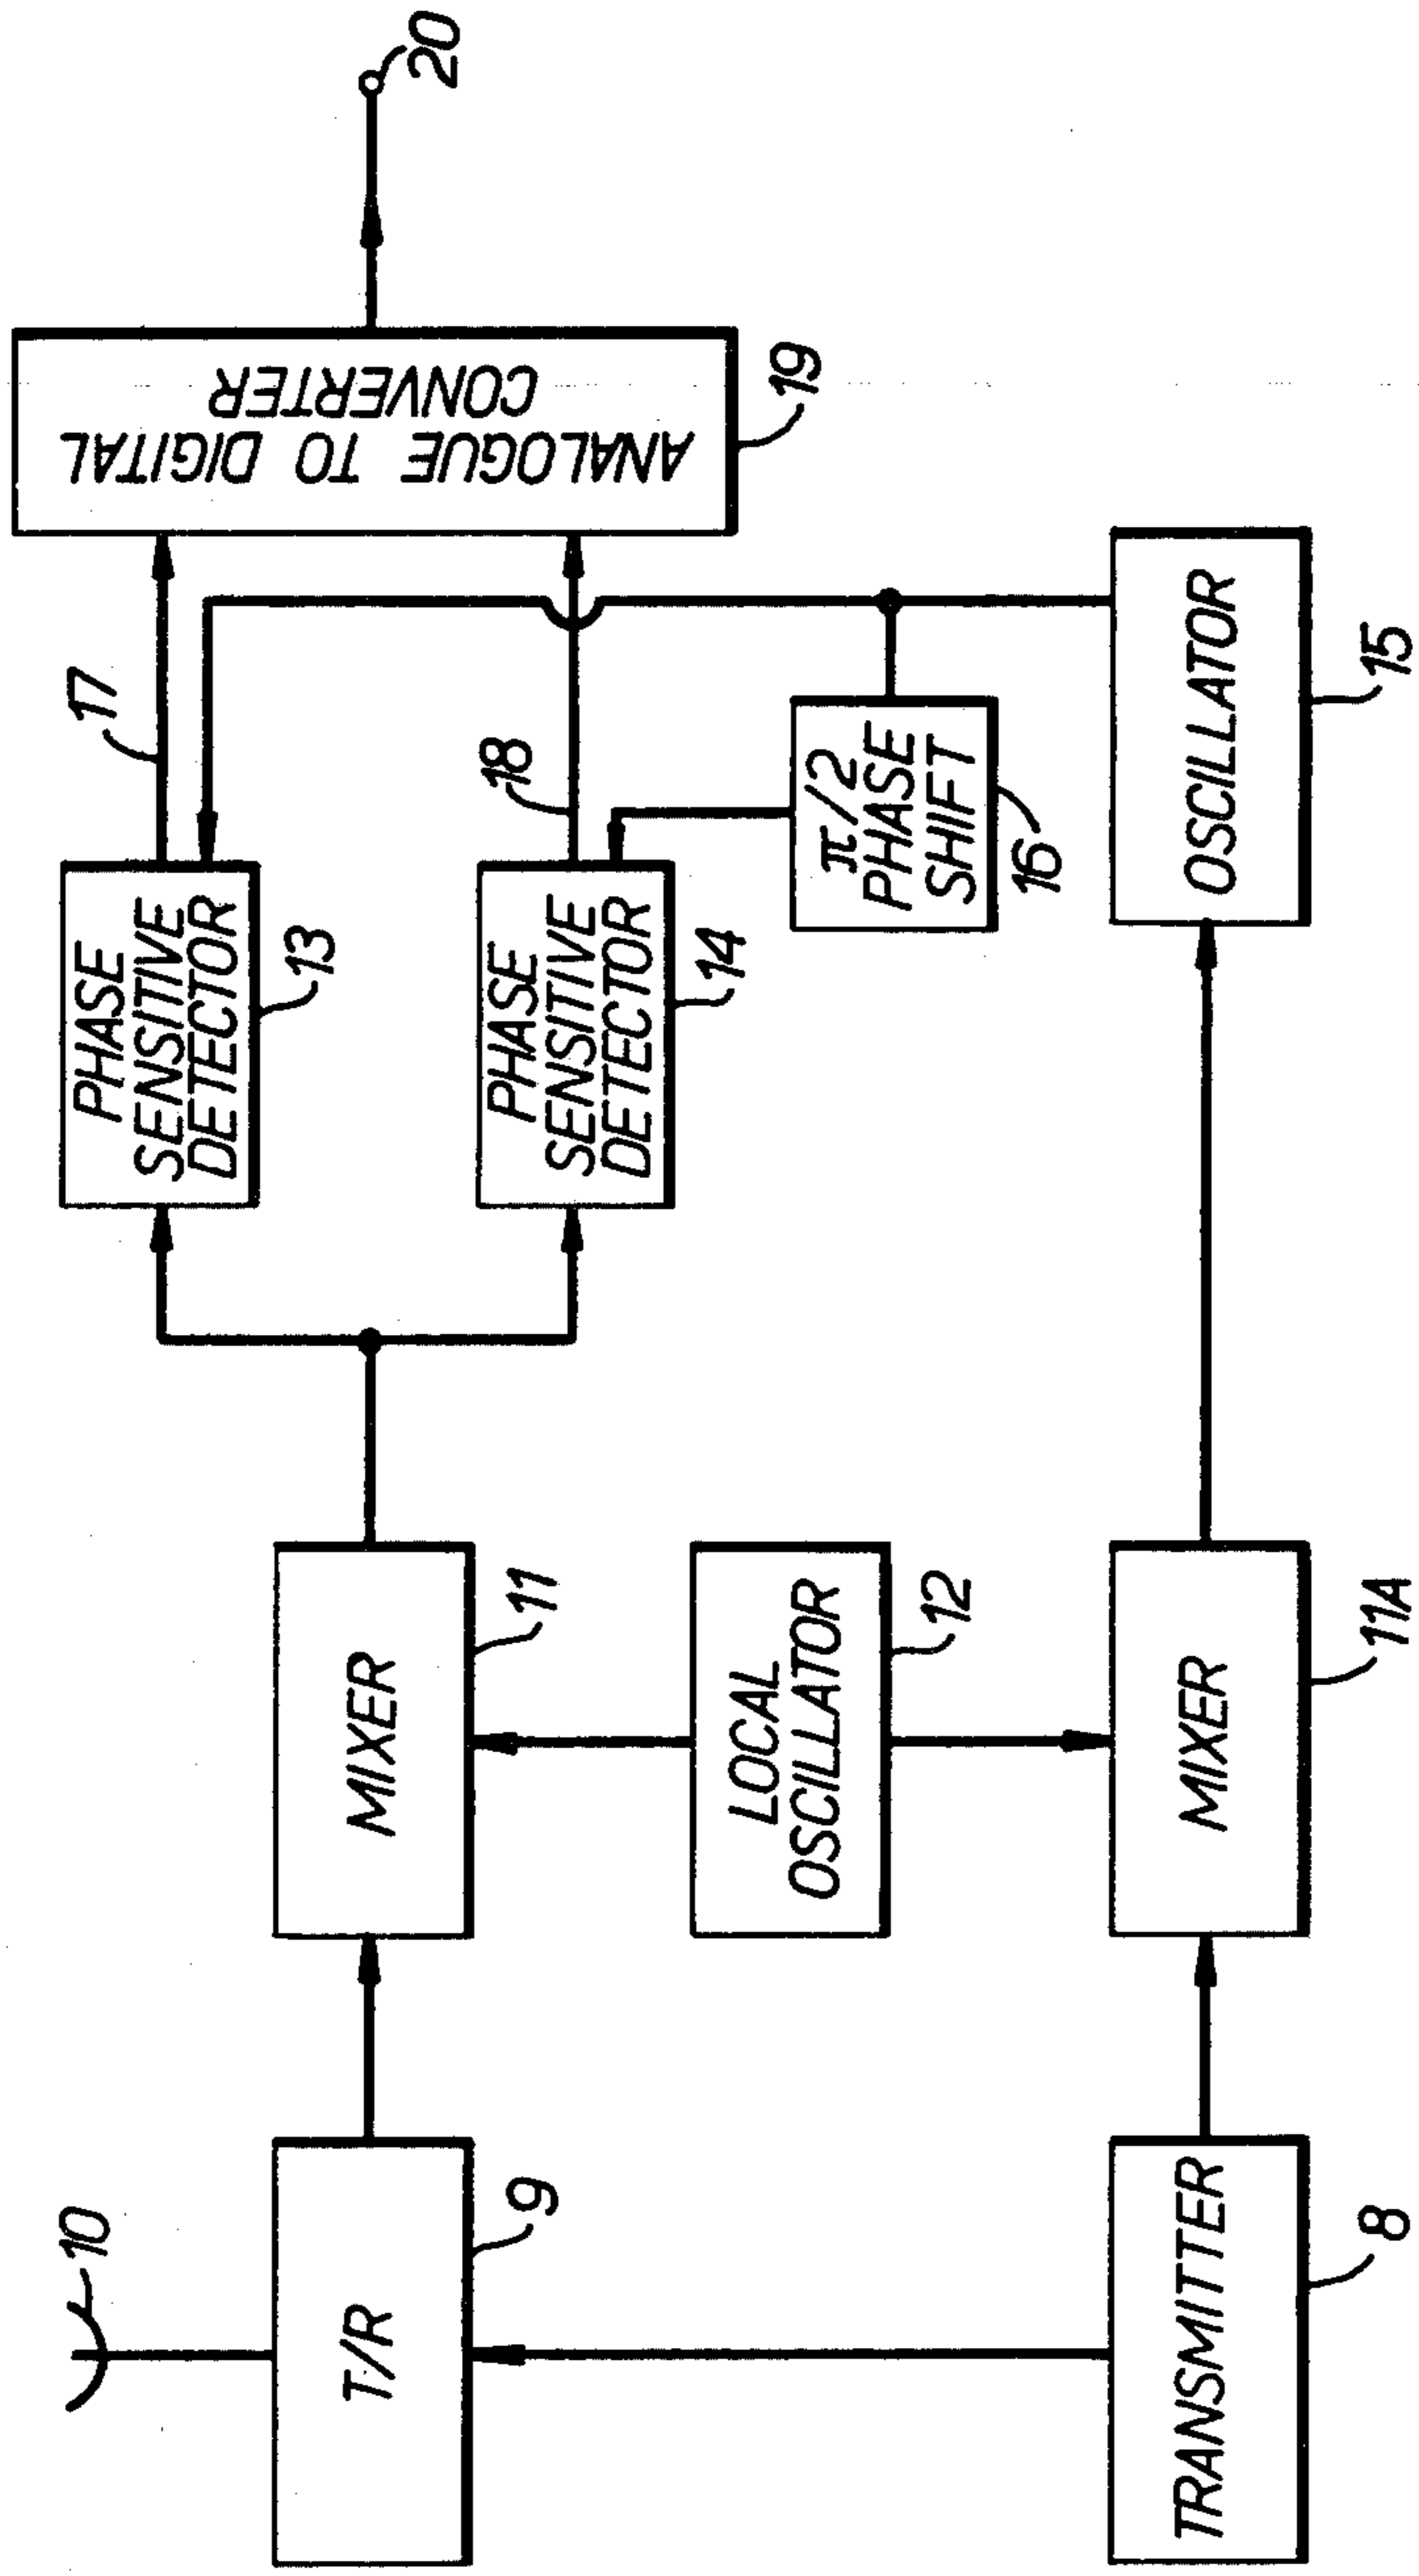 10
T/R
9
MIXER
11
PHASE
SENSITIVE
DETECTOR
13
17
ANALOGUE TO DIGITAL
CONVERTER
19
20
LOCAL
OSCILLATOR
12
PHASE
SENSITIVE
DETECTOR
14
18
π/2
PHASE
SHIFT
16
TRANSMITTER
8
MIXER
11A
OSCILLATOR
15